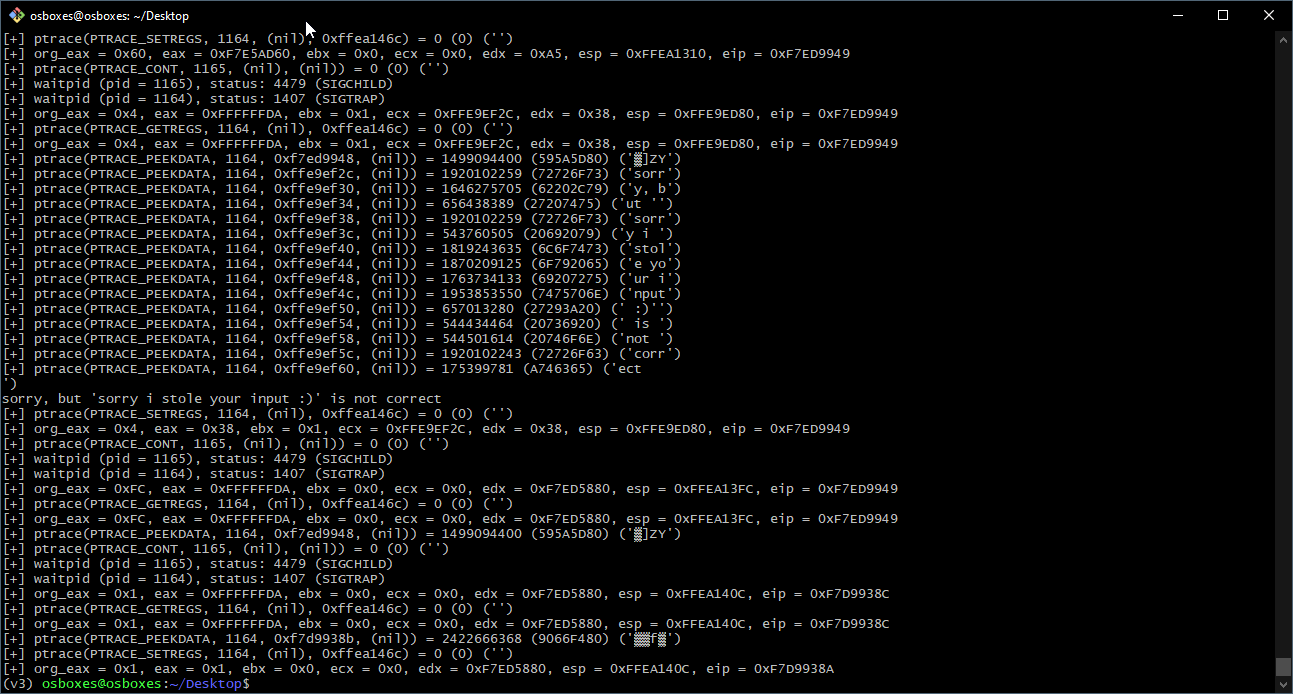 osboxes@osboxes: ~/Desktop
[+] ptrace(PTRACE_SETREGS, 1164, (nil), 0xffea146c) = 0 (0) ('')
[+] org_eax = 0x60, eax = 0xF7E5AD60, ebx = 0x0, ecx = 0x0, edx = 0xA5, esp = 0xFFEA1310, eip = 0xF7ED9949
[+] ptrace(PTRACE_CONT, 1165, (nil), (nil)) = 0 (0) ('')
[+] waitpid (pid = 1165), status: 4479 (SIGCHILD)
[+] waitpid (pid = 1164), status: 1407 (SIGTRAP)
[+] org_eax = 0x4, eax = 0xFFFFFFDA, ebx = 0x1, ecx = 0xFFE9EF2C, edx = 0x38, esp = 0xFFE9ED80, eip = 0xF7ED9949
[+] ptrace(PTRACE_GETREGS, 1164, (nil), 0xffea146c) = 0 (0) ('')
[+] org_eax = 0x4, eax = 0xFFFFFFDA, ebx = 0x1, ecx = 0xFFE9EF2C, edx = 0x38, esp = 0xFFE9ED80, eip = 0xF7ED9949
[+] ptrace(PTRACE_PEEKDATA, 1164, 0xf7ed9948, (nil)) = 1499094400 (595A5D80) ('▒]ZY')
[+] ptrace(PTRACE_PEEKDATA, 1164, 0xffe9ef2c, (nil)) = 1920102259 (72726F73) ('sorr')
[+] ptrace(PTRACE_PEEKDATA, 1164, 0xffe9ef30, (nil)) = 1646275705 (62202C79) ('y, b')
[+] ptrace(PTRACE_PEEKDATA, 1164, 0xffe9ef34, (nil)) = 656438389 (27207475) ('ut '')
[+] ptrace(PTRACE_PEEKDATA, 1164, 0xffe9ef38, (nil)) = 1920102259 (72726F73) ('sorr')
[+] ptrace(PTRACE_PEEKDATA, 1164, 0xffe9ef3c, (nil)) = 543760505 (20692079) ('y i ')
[+] ptrace(PTRACE_PEEKDATA, 1164, 0xffe9ef40, (nil)) = 1819243635 (6C6F7473) ('stol')
[+] ptrace(PTRACE_PEEKDATA, 1164, 0xffe9ef44, (nil)) = 1870209125 (6F792065) ('e yo')
[+] ptrace(PTRACE_PEEKDATA, 1164, 0xffe9ef48, (nil)) = 1763734133 (69207275) ('ur i')
[+] ptrace(PTRACE_PEEKDATA, 1164, 0xffe9ef4c, (nil)) = 1953853550 (7475706E) ('nput')
[+] ptrace(PTRACE_PEEKDATA, 1164, 0xffe9ef50, (nil)) = 657013280 (27293A20) (' :)'')
[+] ptrace(PTRACE_PEEKDATA, 1164, 0xffe9ef54, (nil)) = 544434464 (20736920) (' is ')
[+] ptrace(PTRACE_PEEKDATA, 1164, 0xffe9ef58, (nil)) = 544501614 (20746F6E) ('not ')
[+] ptrace(PTRACE_PEEKDATA, 1164, 0xffe9ef5c, (nil)) = 1920102243 (72726F63) ('corr')
[+] ptrace(PTRACE_PEEKDATA, 1164, 0xffe9ef60, (nil)) = 175399781 (A746365) ('ect
')
sorry, but 'sorry i stole your input :)' is not correct
[+] ptrace(PTRACE_SETREGS, 1164, (nil), 0xffea146c) = 0 (0) ('')
[+] org_eax = 0x4, eax = 0x38, ebx = 0x1, ecx = 0xFFE9EF2C, edx = 0x38, esp = 0xFFE9ED80, eip = 0xF7ED9949
[+] ptrace(PTRACE_CONT, 1165, (nil), (nil)) = 0 (0) ('')
[+] waitpid (pid = 1165), status: 4479 (SIGCHILD)
[+] waitpid (pid = 1164), status: 1407 (SIGTRAP)
[+] org_eax = 0xFC, eax = 0xFFFFFFDA, ebx = 0x0, ecx = 0x0, edx = 0xF7ED5880, esp = 0xFFEA13FC, eip = 0xF7ED9949
[+] ptrace(PTRACE_GETREGS, 1164, (nil), 0xffea146c) = 0 (0) ('')
[+] org_eax = 0xFC, eax = 0xFFFFFFDA, ebx = 0x0, ecx = 0x0, edx = 0xF7ED5880, esp = 0xFFEA13FC, eip = 0xF7ED9949
[+] ptrace(PTRACE_PEEKDATA, 1164, 0xf7ed9948, (nil)) = 1499094400 (595A5D80) ('▒]ZY')
[+] ptrace(PTRACE_CONT, 1165, (nil), (nil)) = 0 (0) ('')
[+] waitpid (pid = 1165), status: 4479 (SIGCHILD)
[+] waitpid (pid = 1164), status: 1407 (SIGTRAP)
[+] org_eax = 0x1, eax = 0xFFFFFFDA, ebx = 0x0, ecx = 0x0, edx = 0xF7ED5880, esp = 0xFFEA140C, eip = 0xF7D9938C
[+] ptrace(PTRACE_GETREGS, 1164, (nil), 0xffea146c) = 0 (0) ('')
[+] org_eax = 0x1, eax = 0xFFFFFFDA, ebx = 0x0, ecx = 0x0, edx = 0xF7ED5880, esp = 0xFFEA140C, eip = 0xF7D9938C
[+] ptrace(PTRACE_PEEKDATA, 1164, 0xf7d9938b, (nil)) = 2422666368 (9066F480) ('▒▒f▒')
[+] ptrace(PTRACE_SETREGS, 1164, (nil), 0xffea146c) = 0 (0) ('')
[+] org_eax = 0x1, eax = 0x1, ebx = 0x0, ecx = 0x0, edx = 0xF7ED5880, esp = 0xFFEA140C, eip = 0xF7D9938A
(v3) osboxes@osboxes:~/Desktop$